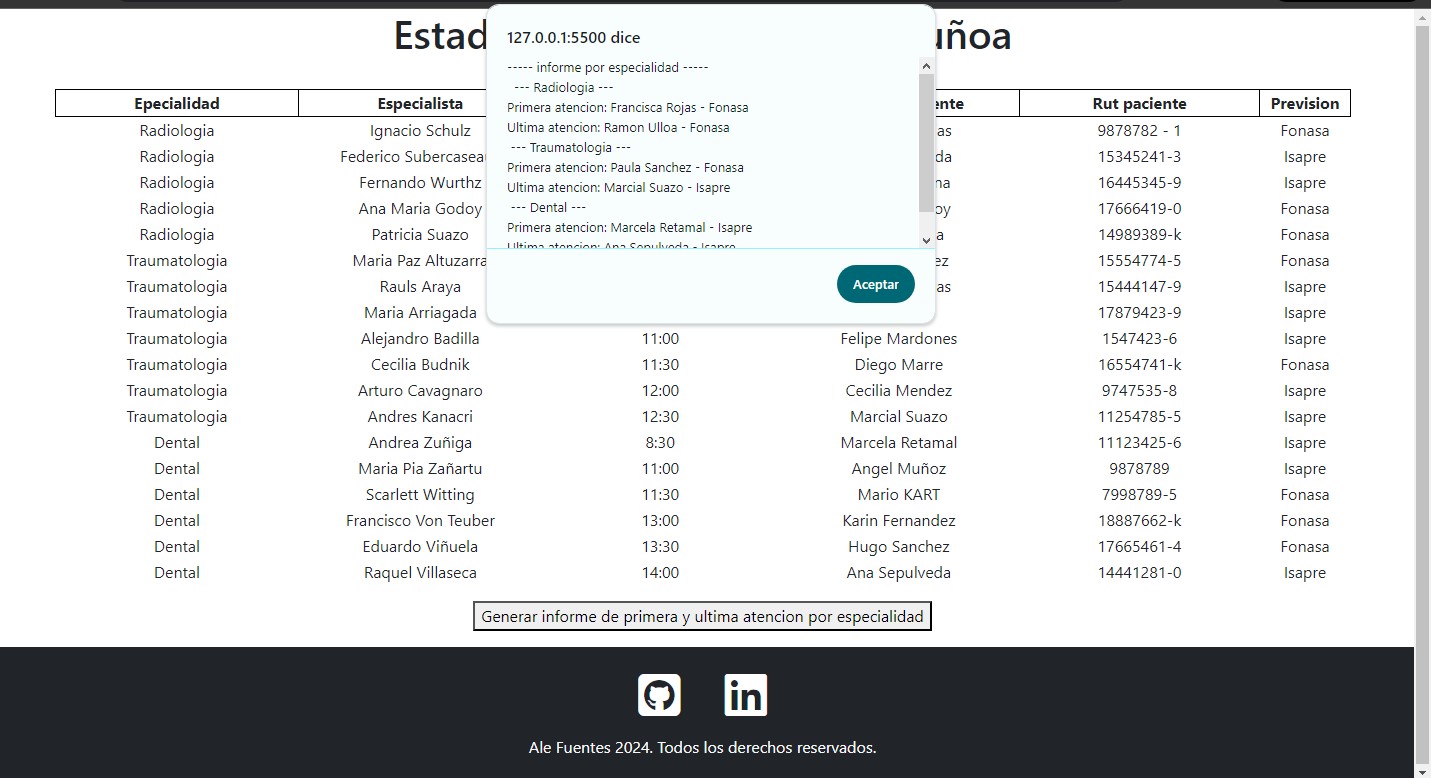 Estad
uñoa
127.0.0.1:5500 dice
----- informe por especialidad -----
--- Radiologia ---
Primera atencion: Francisca Rojas - Fonasa
Ultima atencion: Ramon Ulloa - Fonasa
--- Traumatologia ---
Primera atencion: Paula Sanchez - Fonasa
Ultima atencion: Marcial Suazo - Isapre
--- Dental ---
Primera atencion: Marcela Retamal - Isapre
Ultima atencion: Ana Sepulveda - Isapre
Aceptar
Epecialidad Especialista ente Rut paciente Prevision
Radiologia Ignacio Schulz as 9878782 - 1 Fonasa
Radiologia Federico Subercasea da 15345241-3 Isapre
Radiologia Fernando Wurthz na 16445345-9 Isapre
Radiologia Ana Maria Godoy oy 17666419-0 Fonasa
Radiologia Patricia Suazo a 14989389-k Fonasa
Traumatologia Maria Paz Altuzarra ez 15554774-5 Fonasa
Traumatologia Rauls Araya as 15444147-9 Isapre
Traumatologia Maria Arriagada 17879423-9 Isapre
Traumatologia Alejandro Badilla 11:00 Felipe Mardones 1547423-6 Isapre
Traumatologia Cecilia Budnik 11:30 Diego Marre 16554741-k Fonasa
Traumatologia Arturo Cavagnaro 12:00 Cecilia Mendez 9747535-8 Isapre
Traumatologia Andres Kanacri 12:30 Marcial Suazo 11254785-5 Isapre
Dental Andrea Zuñiga 8:30 Marcela Retamal 11123425-6 Isapre
Dental Maria Pia Zañartu 11:00 Angel Muñoz 9878789 Isapre
Dental Scarlett Witting 11:30 Mario KART 7998789-5 Fonasa
Dental Francisco Von Teuber 13:00 Karin Fernandez 18887662-k Fonasa
Dental Eduardo Viñuela 13:30 Hugo Sanchez 17665461-4 Fonasa
Dental Raquel Villaseca 14:00 Ana Sepulveda 14441281-0 Isapre
Generar informe de primera y ultima atencion por especialidad
in
Ale Fuentes 2024. Todos los derechos reservados.